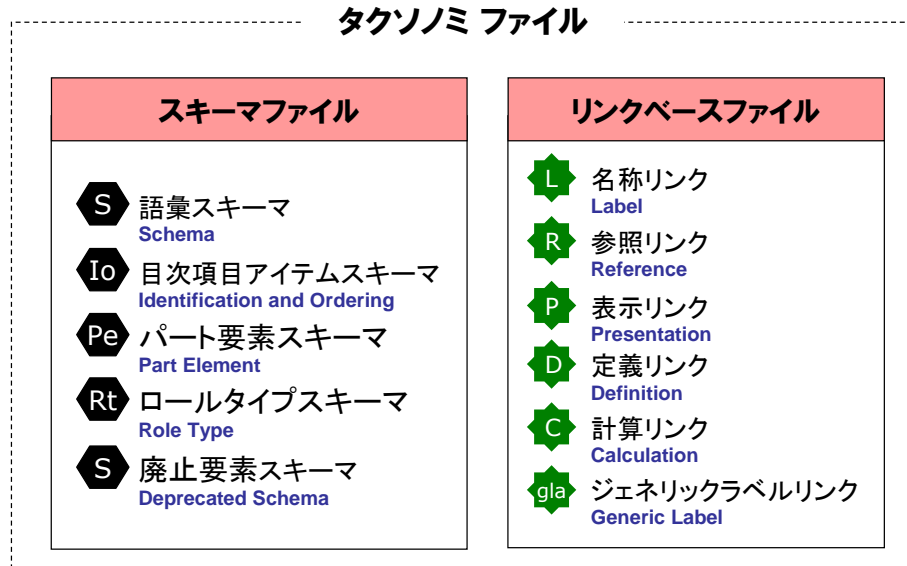 タクソノミ ファイル
スキーマファイル
S 語彙スキーマ
Schema
Io 目次項目アイテムスキーマ
Identification and Ordering
Pe パート要素スキーマ
Part Element
Rt ロールタイプスキーマ
Role Type
S 廃止要素スキーマ
Deprecated Schema
リンクベースファイル
L 名称リンク
Label
R 参照リンク
Reference
P 表示リンク
Presentation
D 定義リンク
Definition
C 計算リンク
Calculation
gla ジェネリックラベルリンク
Generic Label